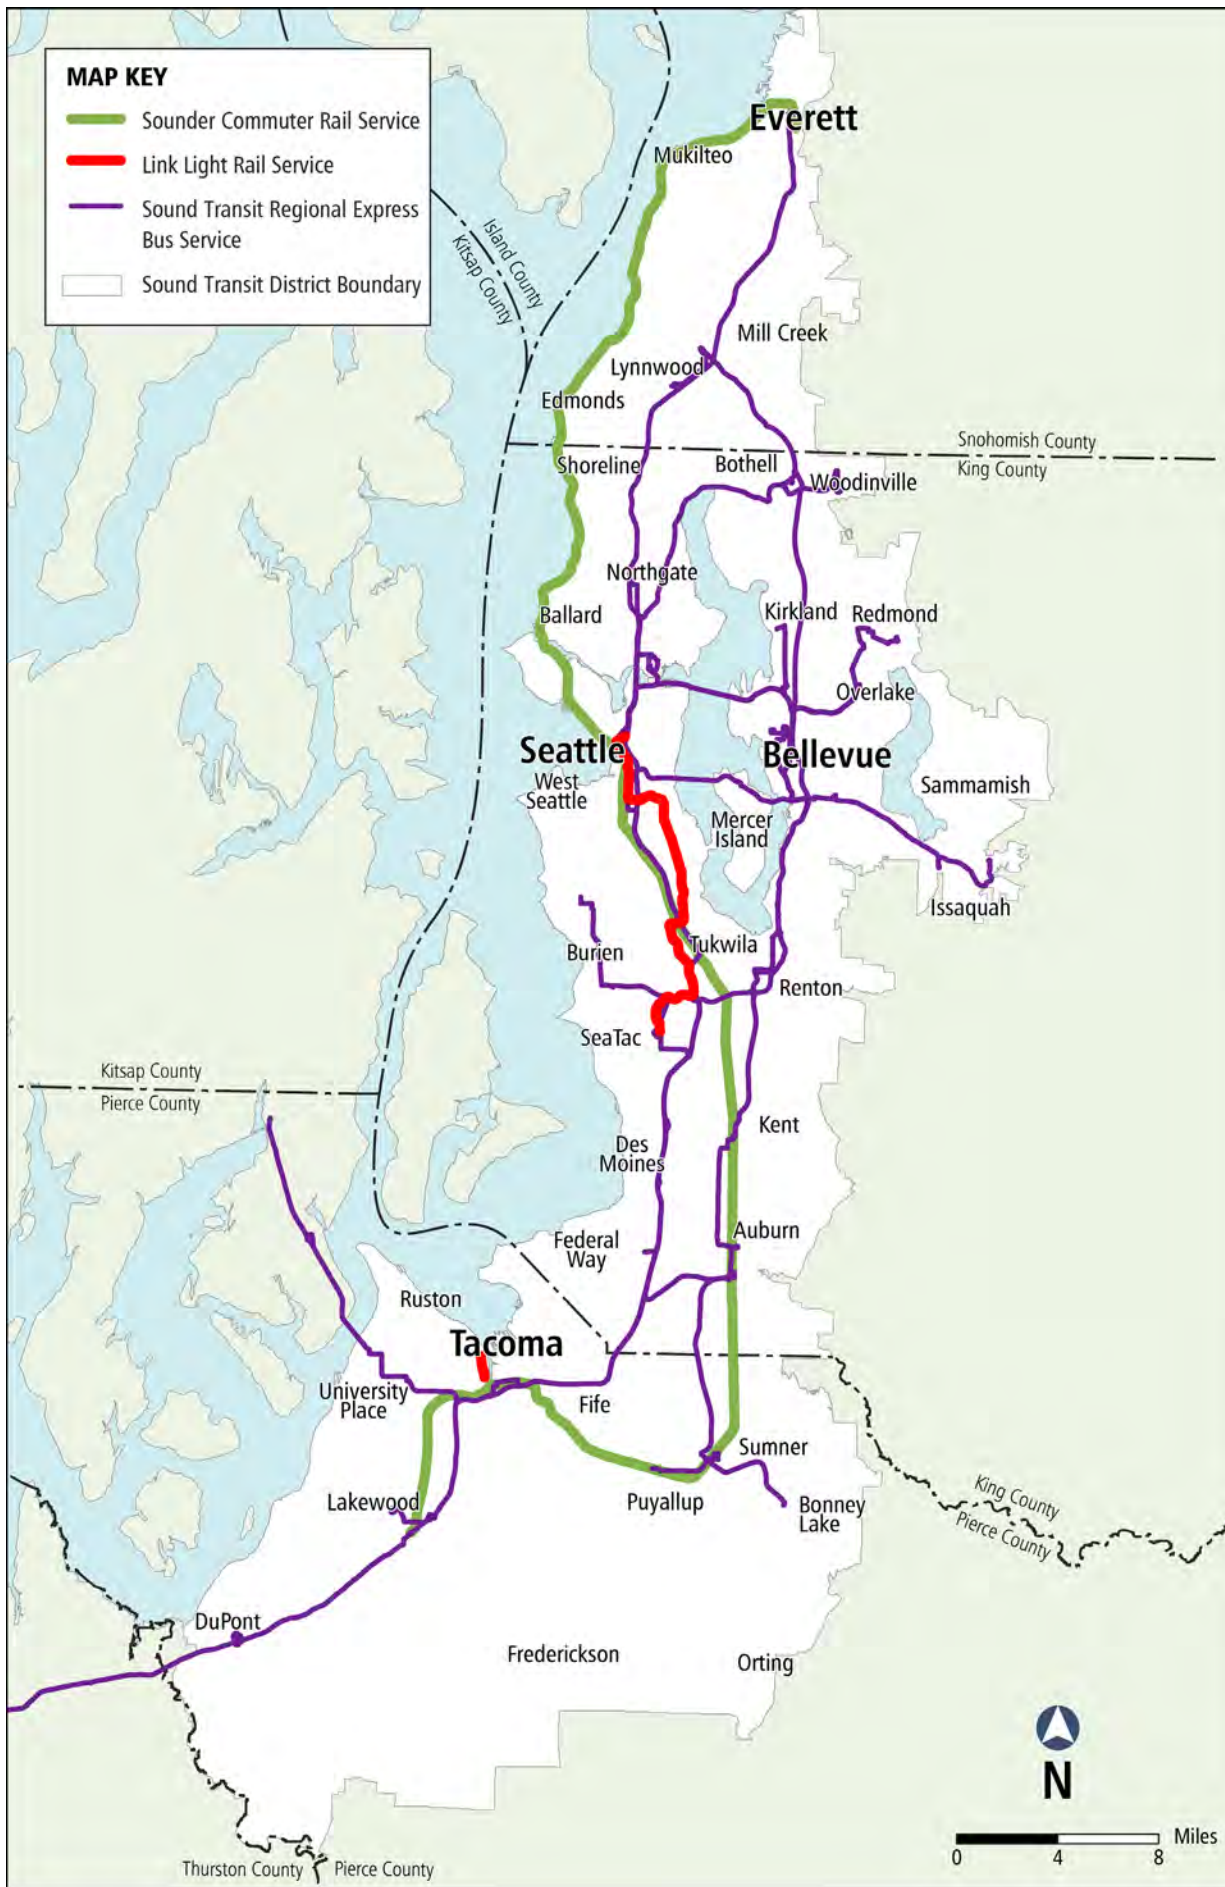 MAP KEY
Sounder Commuter Rail Service
Link Light Rail Service
Sound Transit Regional Express
Bus Service
Sound Transit District Boundary
Everett
Mukilteo
Island County
Kitsap County
Mill Creek
Lynnwood
Edmonds
Snohomish County
King County
Shoreline
Bothell
Woodinville
Northgate
Ballard
Kirkland
Redmond
Overlake
Seattle
Bellevue
West
Seattle
Sammamish
Mercer
Island
Issaquah
Tukwila
Burien
Renton
SeaTac
Kitsap County
Pierce County
Kent
Des
Moines
Auburn
Federal
Way
Ruston
Tacoma
University
Place
Fife
Sumner
Lakewood
Puyallup
Bonney
Lake
King County
Pierce County
DuPont
Frederickson
Orting
N
Miles
0 4 8
Thurston County
Pierce County